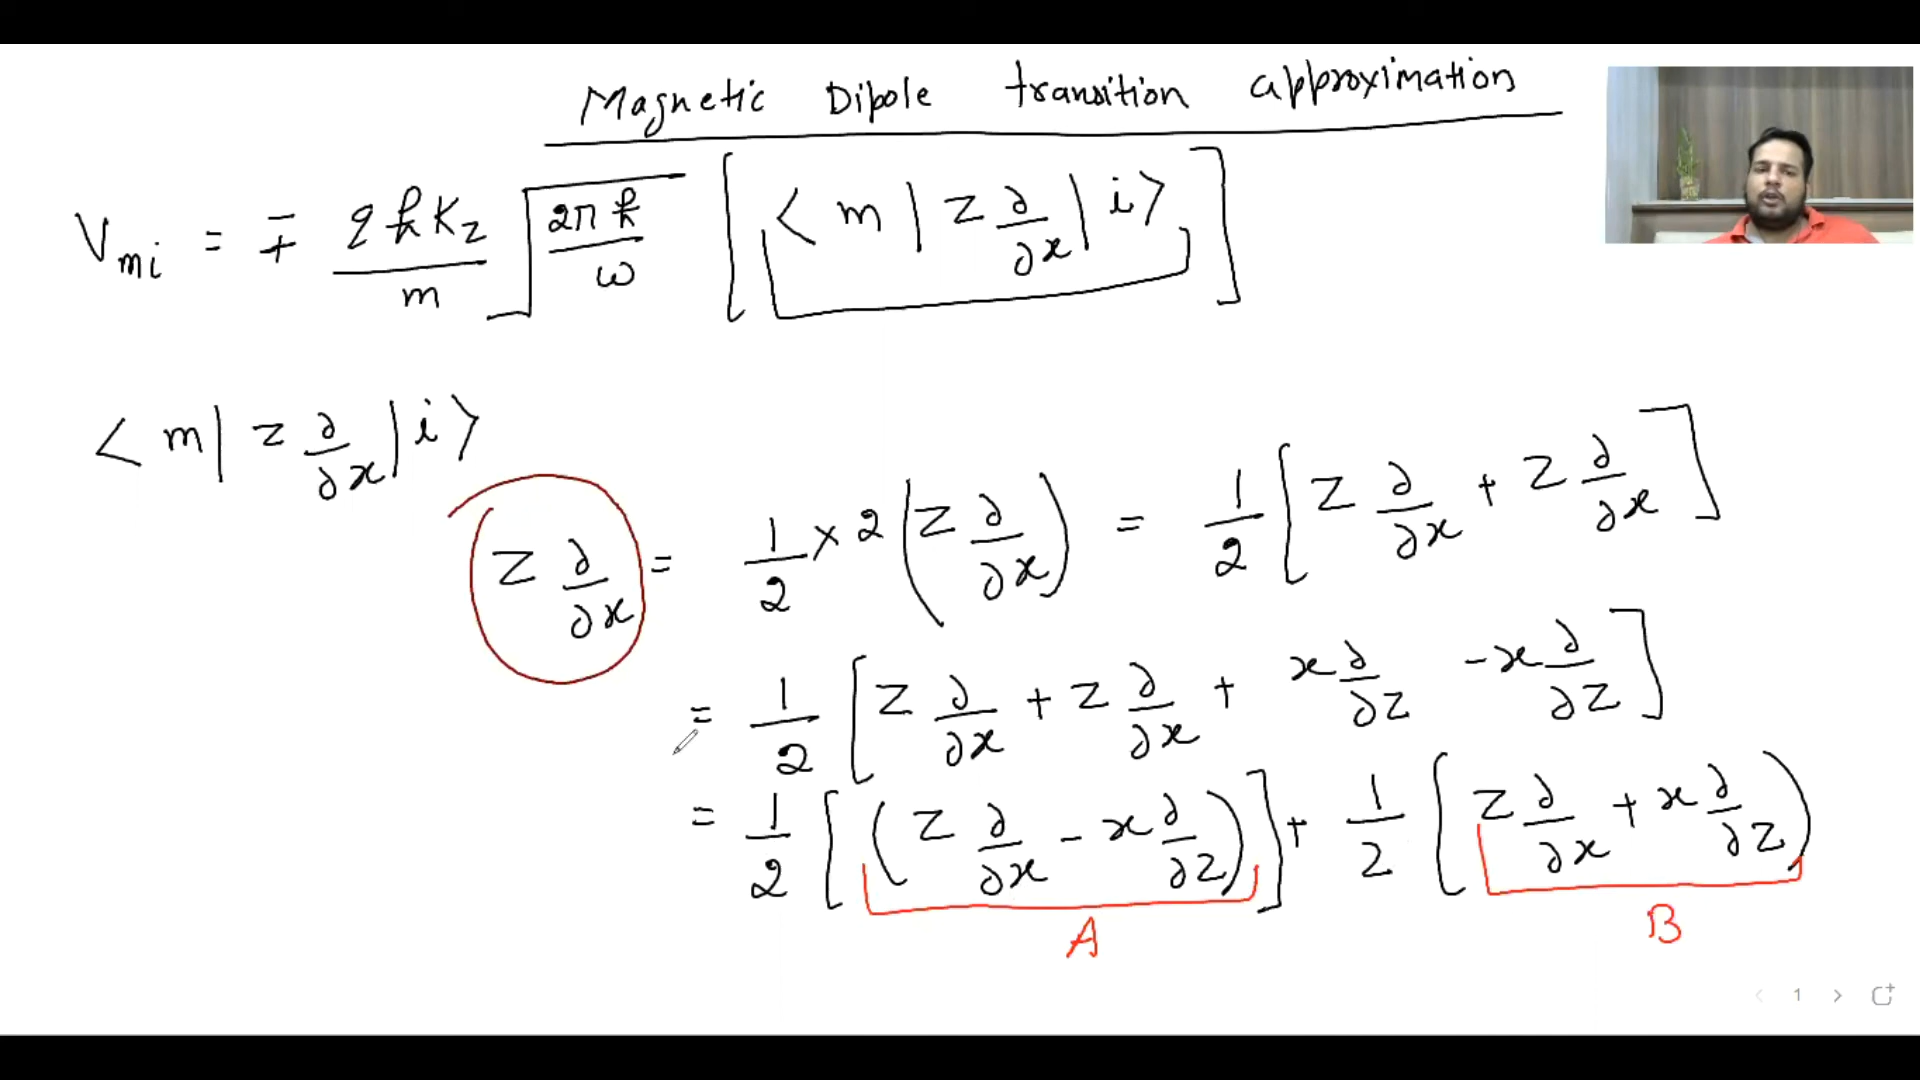 Magnetic Dipole transition approximation
V_mi = ∓ qħK_z/m √(2πħ/ω) [⟨m|z ∂/∂x|i⟩]
⟨m|z ∂/∂x|i⟩
z ∂/∂x = 1/2 × 2 (z ∂/∂x) = 1/2 [z ∂/∂x + z ∂/∂x]
= 1/2 [z ∂/∂x + z ∂/∂x + x ∂/∂z - x ∂/∂z]
= 1/2 [(z ∂/∂x - x ∂/∂z)] + 1/2 [z ∂/∂x + x ∂/∂z)
A B
1